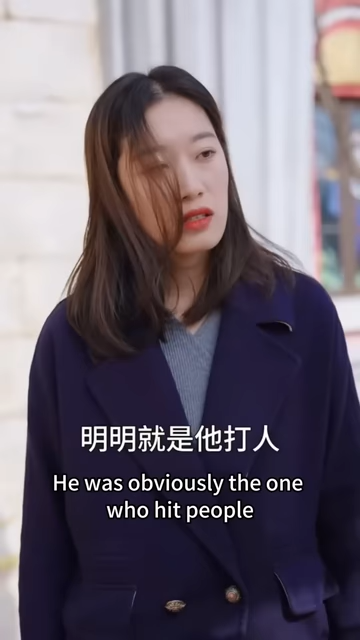 明明就是他打人
He was obviously the one
who hit people